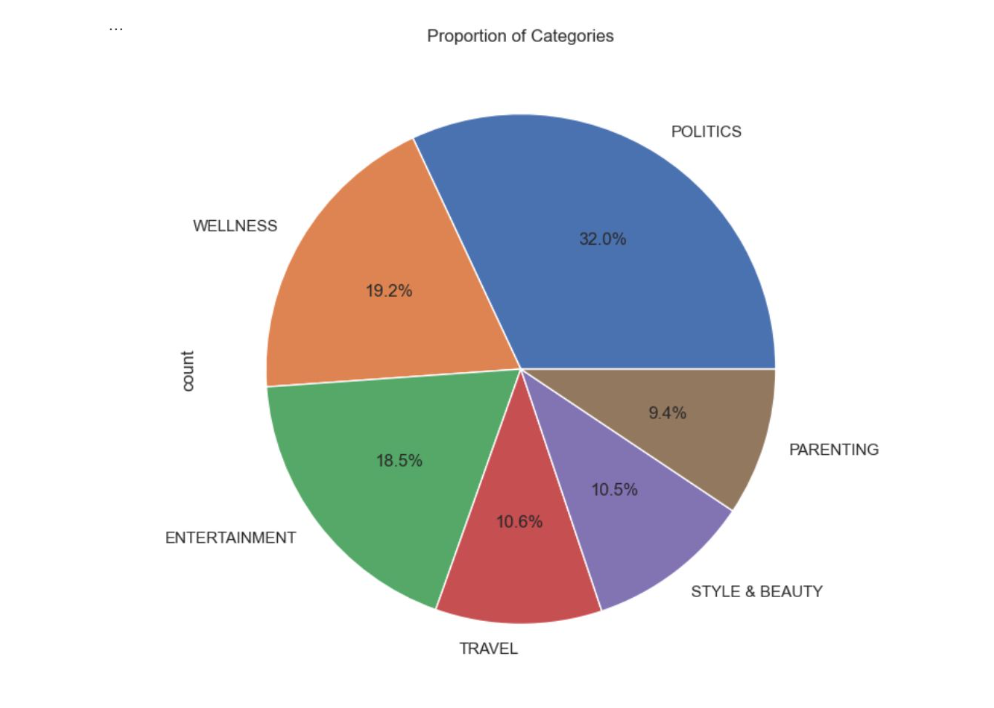 ...
Proportion of Categories
POLITICS
32.0%
WELLNESS
19.2%
count
ENTERTAINMENT
18.5%
TRAVEL
10.6%
STYLE & BEAUTY
10.5%
PARENTING
9.4%